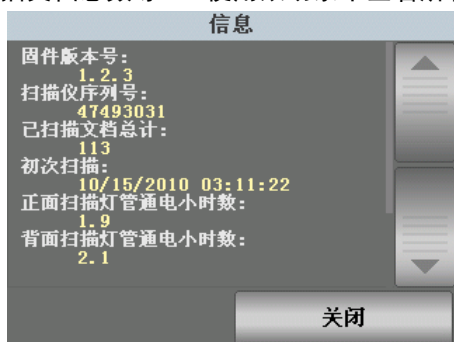 信息
固件版本号:
1.2.3
扫描仪序列号:
47493031
已扫描文档总计:
113
初次扫描:
10/15/2010 03:11:22
正面扫描灯管通电小时数:
1.9
背面扫描灯管通电小时数:
2.1
关闭